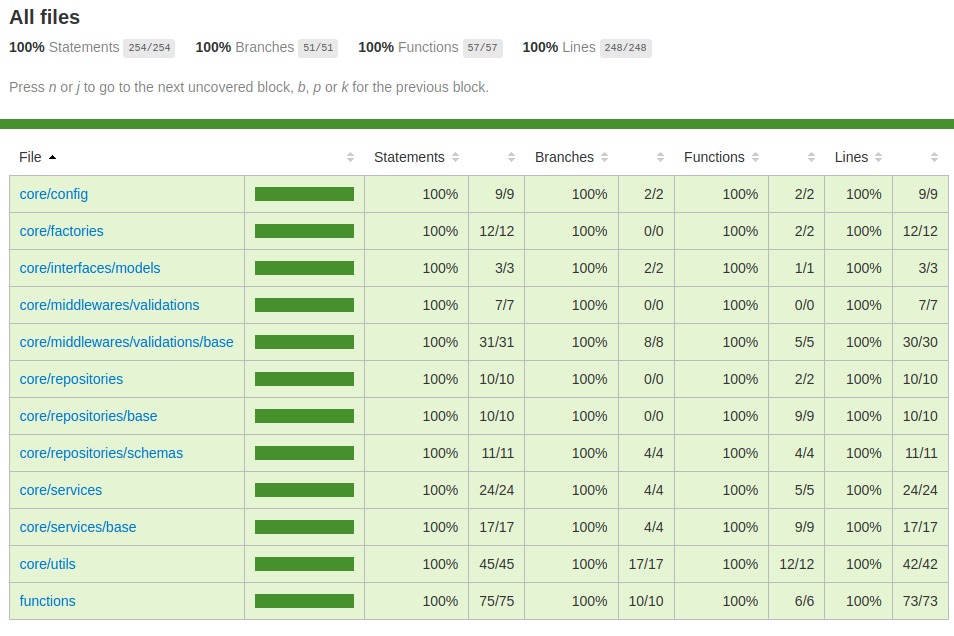 All files
100% Statements 254/254 100% Branches 51/51 100% Functions 57/57 100% Lines 248/248
Press n or j to go to the next uncovered block, b, p or k for the previous block.
File Statements Branches Functions Lines
core/config 100% 9/9 100% 2/2 100% 2/2 100% 9/9
core/factories 100% 12/12 100% 0/0 100% 2/2 100% 12/12
core/interfaces/models 100% 3/3 100% 2/2 100% 1/1 100% 3/3
core/middlewares/validations 100% 7/7 100% 0/0 100% 0/0 100% 7/7
core/middlewares/validations/base 100% 31/31 100% 8/8 100% 5/5 100% 30/30
core/repositories 100% 10/10 100% 0/0 100% 2/2 100% 10/10
core/repositories/base 100% 10/10 100% 0/0 100% 9/9 100% 10/10
core/repositories/schemas 100% 11/11 100% 4/4 100% 4/4 100% 11/11
core/services 100% 24/24 100% 4/4 100% 5/5 100% 24/24
core/services/base 100% 17/17 100% 4/4 100% 9/9 100% 17/17
core/utils 100% 45/45 100% 17/17 100% 12/12 100% 42/42
functions 100% 75/75 100% 10/10 100% 6/6 100% 73/73